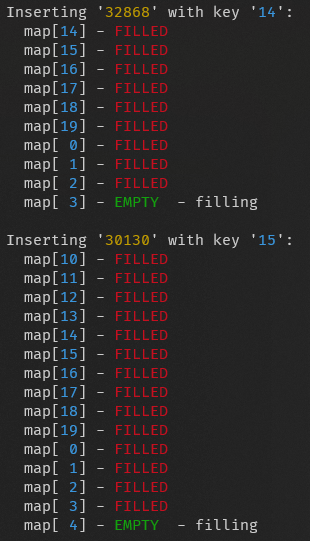 Inserting '32868' with key '14':
  map[14] - FILLED
  map[15] - FILLED
  map[16] - FILLED
  map[17] - FILLED
  map[18] - FILLED
  map[19] - FILLED
  map[ 0] - FILLED
  map[ 1] - FILLED
  map[ 2] - FILLED
  map[ 3] - EMPTY  - filling

Inserting '30130' with key '15':
  map[10] - FILLED
  map[11] - FILLED
  map[12] - FILLED
  map[13] - FILLED
  map[14] - FILLED
  map[15] - FILLED
  map[16] - FILLED
  map[17] - FILLED
  map[18] - FILLED
  map[19] - FILLED
  map[ 0] - FILLED
  map[ 1] - FILLED
  map[ 2] - FILLED
  map[ 3] - FILLED
  map[ 4] - EMPTY  - filling